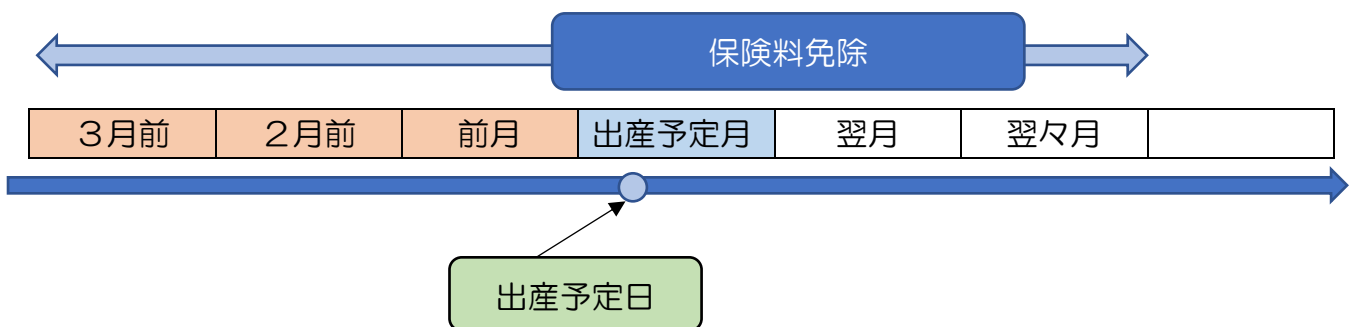 保険料免除
３月前
２月前
前月
出産予定月
翌月
翌々月
出産予定日